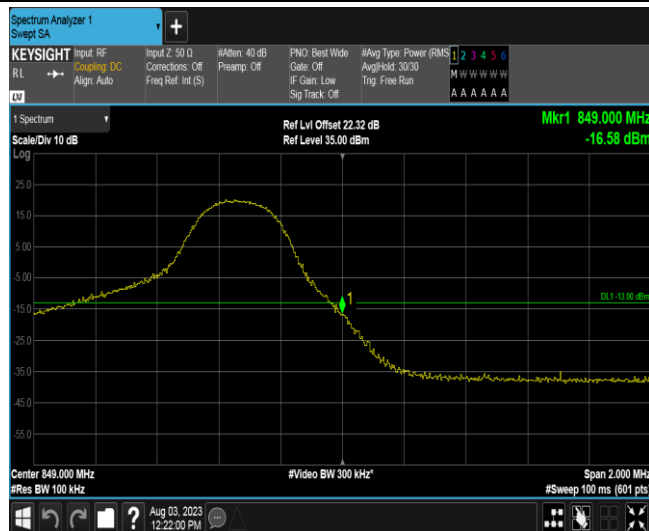 Spectrum Analyzer 1
Swept SA
KEYSIGHT
RL
LXI
Input: RF
Coupling: DC
Align: Auto
Input Z: 50 Ω
Corrections: Off
Freq Ref: Int (S)
#Atten: 40 dB
Preamp: Off
PNO: Best Wide
Gate: Off
IF Gain: Low
Sig Track: Off
#Avg Type: Power (RMS
Avg|Hold: 30/30
Trig: Free Run
1 2 3 4 5 6
M W W W W W
A A A A A A
1 Spectrum
Scale/Div 10 dB
Ref Lvl Offset 22.32 dB
Ref Level 35.00 dBm
Mkr1 849.000 MHz
-16.58 dBm
Log
25.0
15.0
5.00
-5.00
1
DL1 -13.00 dBm
-15.0
-25.0
-35.0
-45.0
-55.0
Center 849.000 MHz
#Video BW 300 kHz*
Span 2.000 MHz
#Res BW 100 kHz
#Sweep 100 ms (601 pts)
?
Aug 03, 2023
12:22:00 PM